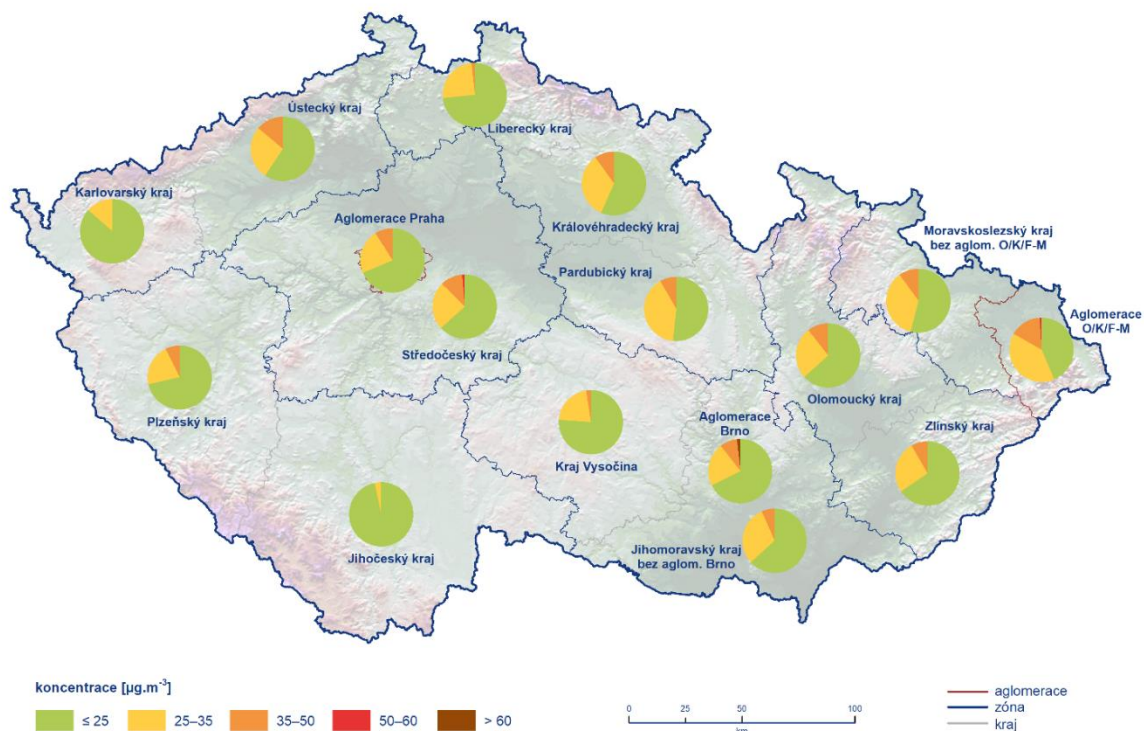 Ústecký kraj
Liberecký kraj
Karlovarský kraj
Aglomerace Praha
Královéhradecký kraj
Moravskoslezský kraj
bez aglom. O/K/F-M
Pardubický kraj
Aglomerace
O/K/F-M
Středočeský kraj
Olomoucký kraj
Plzeňský kraj
Aglomerace
Brno
Zlínský kraj
Kraj Vysočina
Jihočeský kraj
Jihomoravský kraj
bez aglom. Brno
koncentrace [µg.m⁻³]
≤ 25 25–35 35–50 50–60 > 60
0 25 50 100
km
aglomerace
zóna
kraj